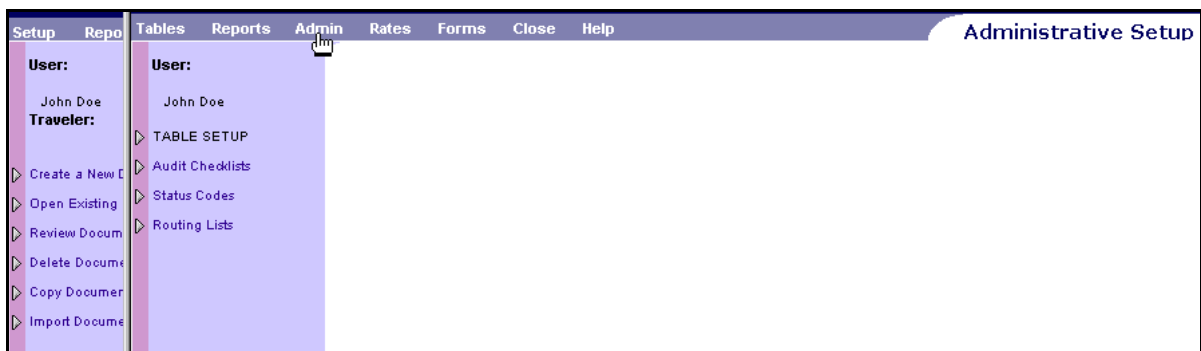 Setup Repo
User:
John Doe
Traveler:
Create a New D
Open Existing
Review Docum
Delete Docume
Copy Documen
Import Docume
Tables Reports Admin Rates Forms Close Help
Administrative Setup
User:
John Doe
TABLE SETUP
Audit Checklists
Status Codes
Routing Lists